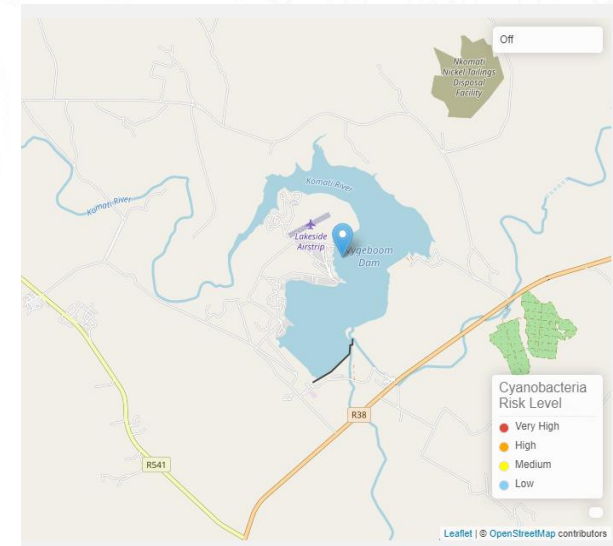 Off
Nkomati
Nickel Tailings
Disposal
Facility
Komati River
Komati River
Lakeside
Airstrip
ygeboom
Dam
R38
R541
Cyanobacteria
Risk Level
Very High
High
Medium
Low
Leaflet | © OpenStreetMap contributors